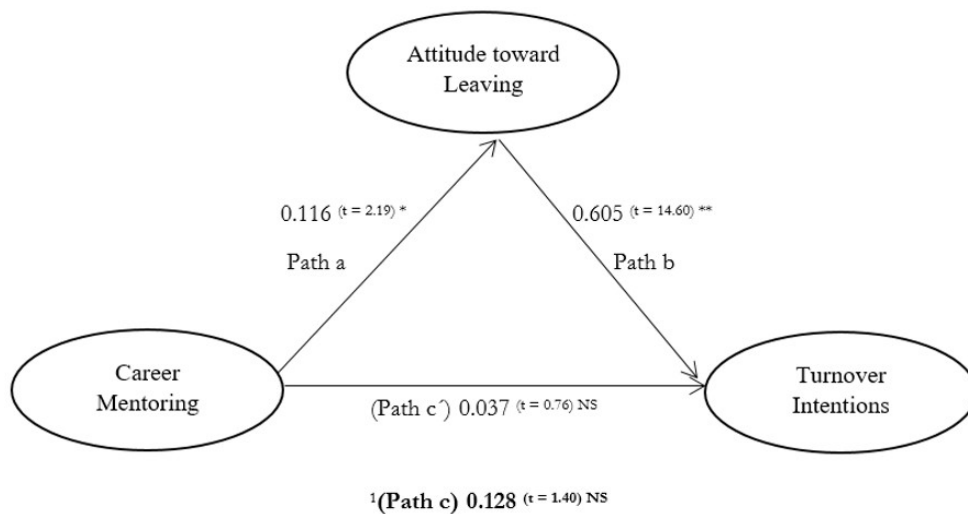 Attitude toward
Leaving
0.116 (t = 2.19) *
0.605 (t = 14.60) **
Path a
Path b
Career
Mentoring
Turnover
Intentions
(Path c´) 0.037 (t = 0.76) NS
1(Path c) 0.128 (t = 1.40) NS